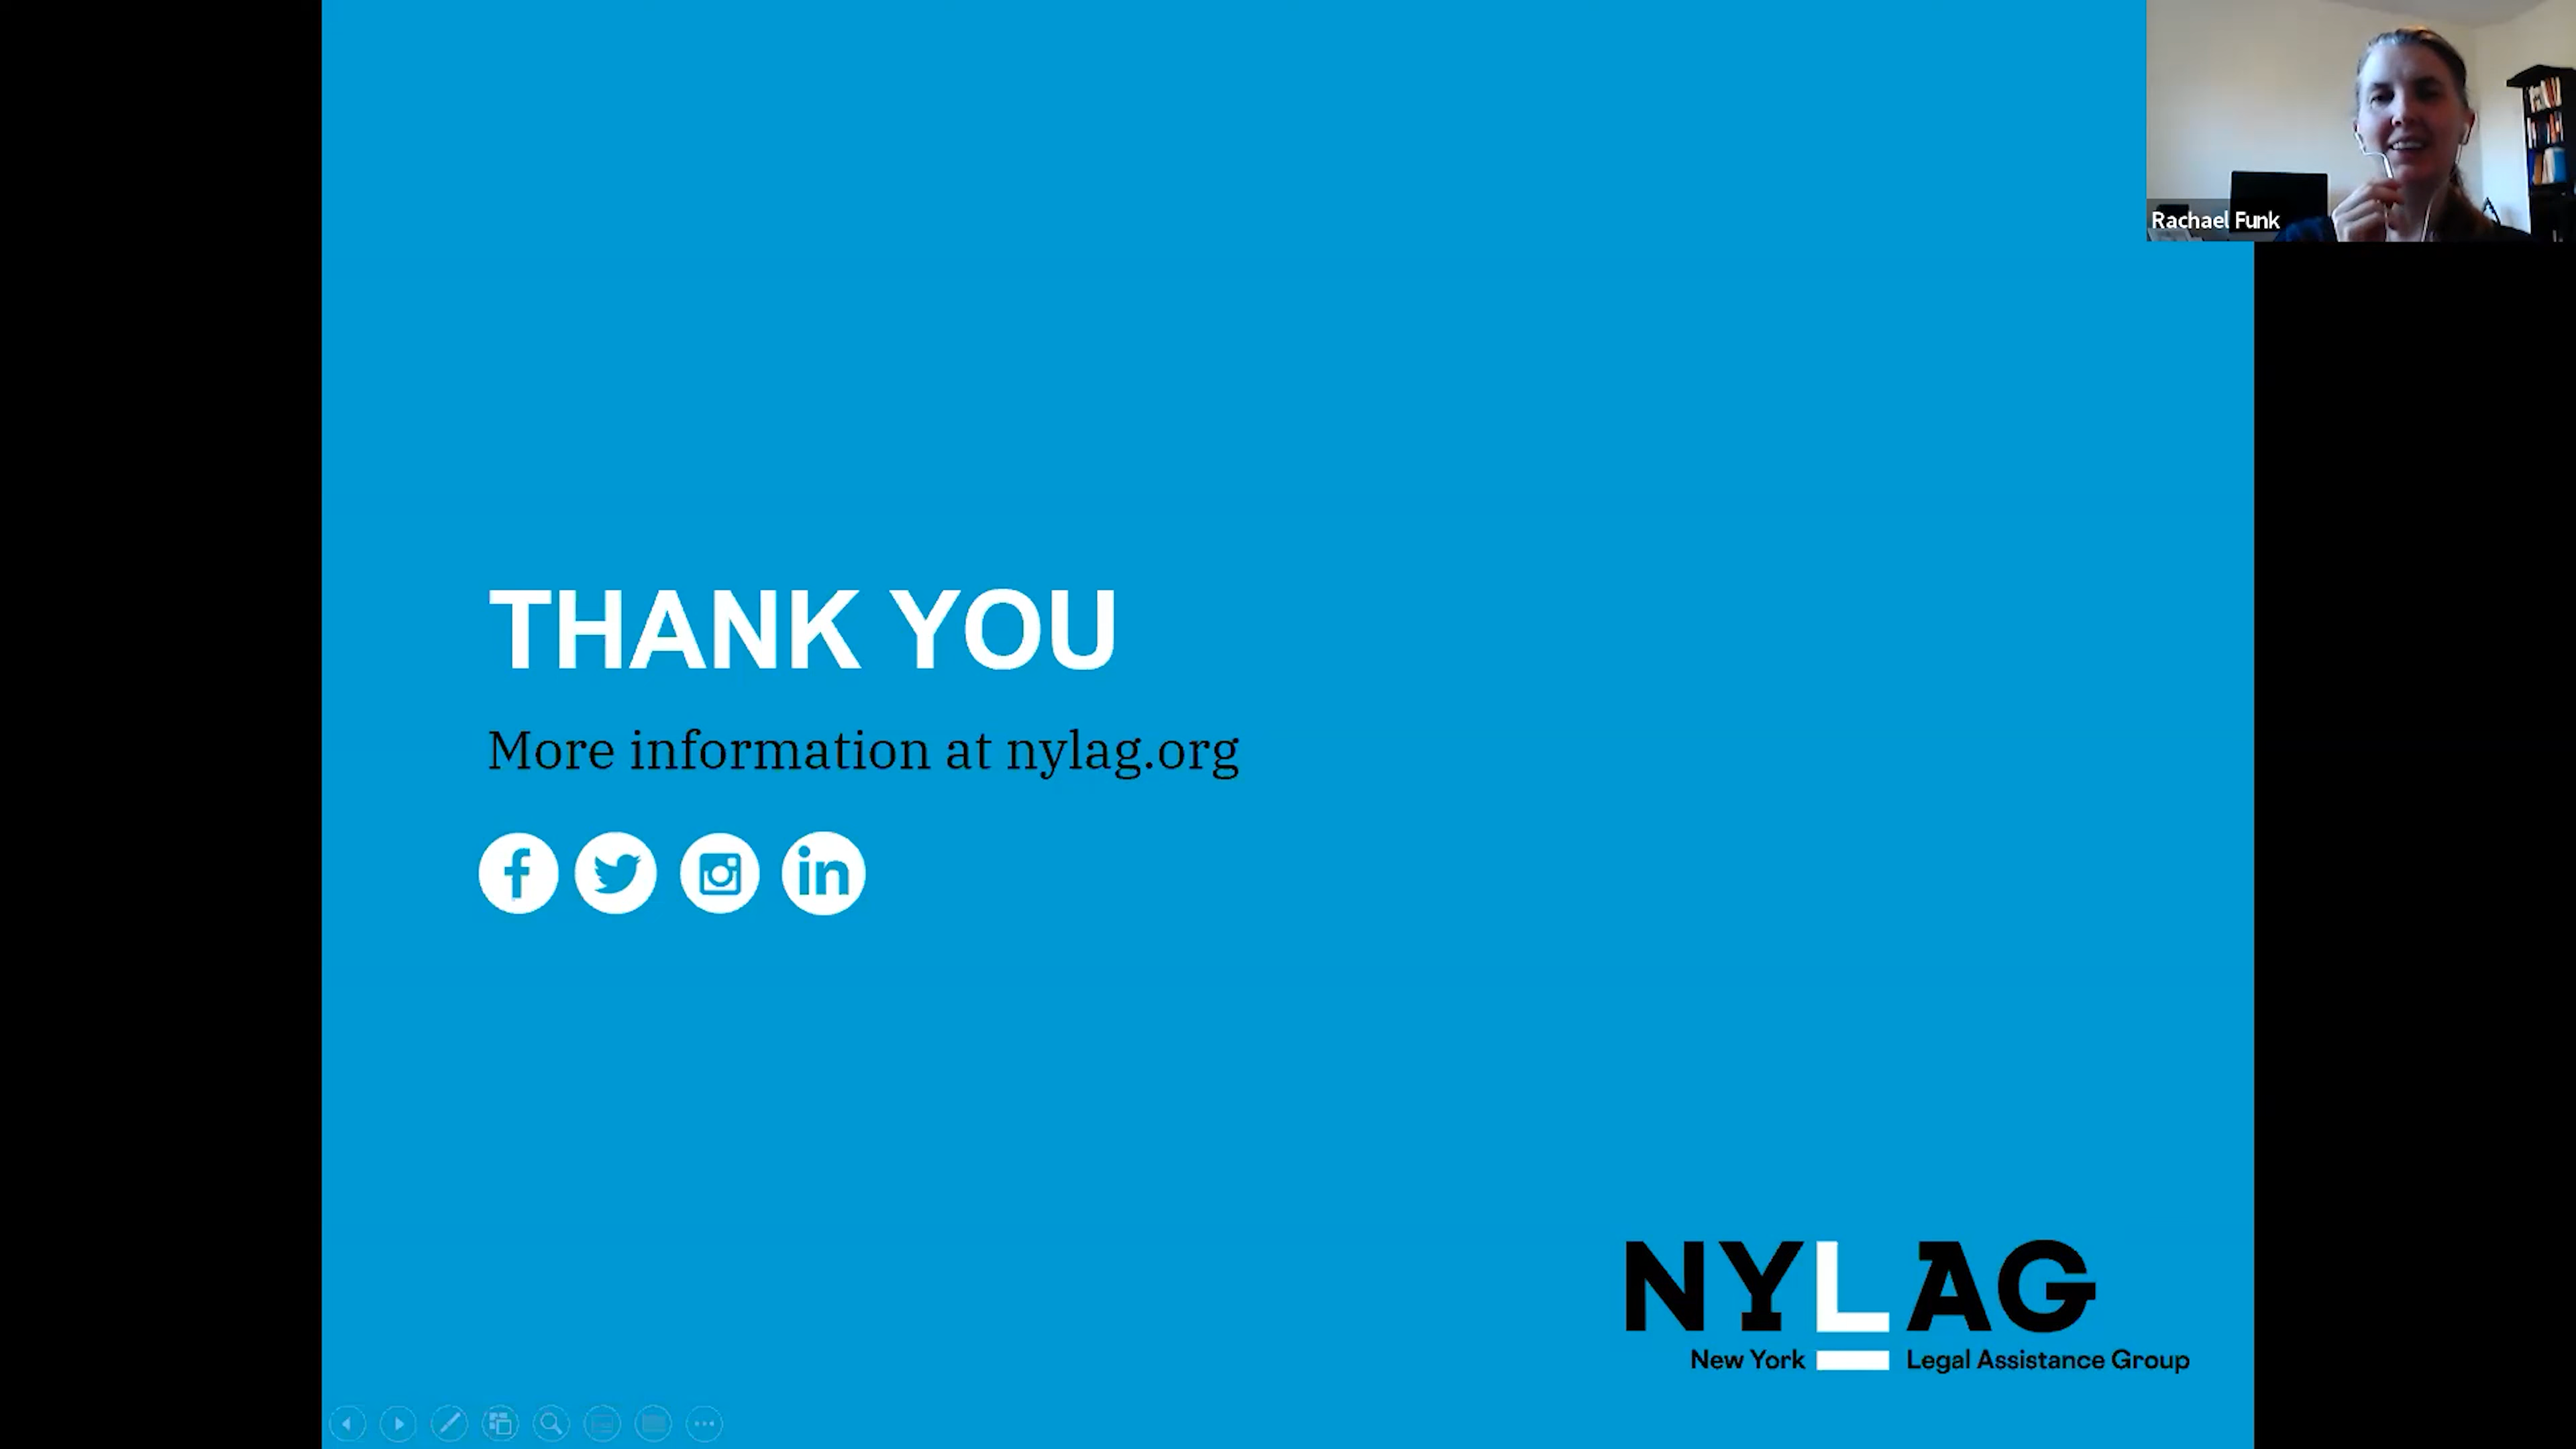 Rachael Funk
THANK YOU
More information at nylag.org
NYLAG
New York Legal Assistance Group